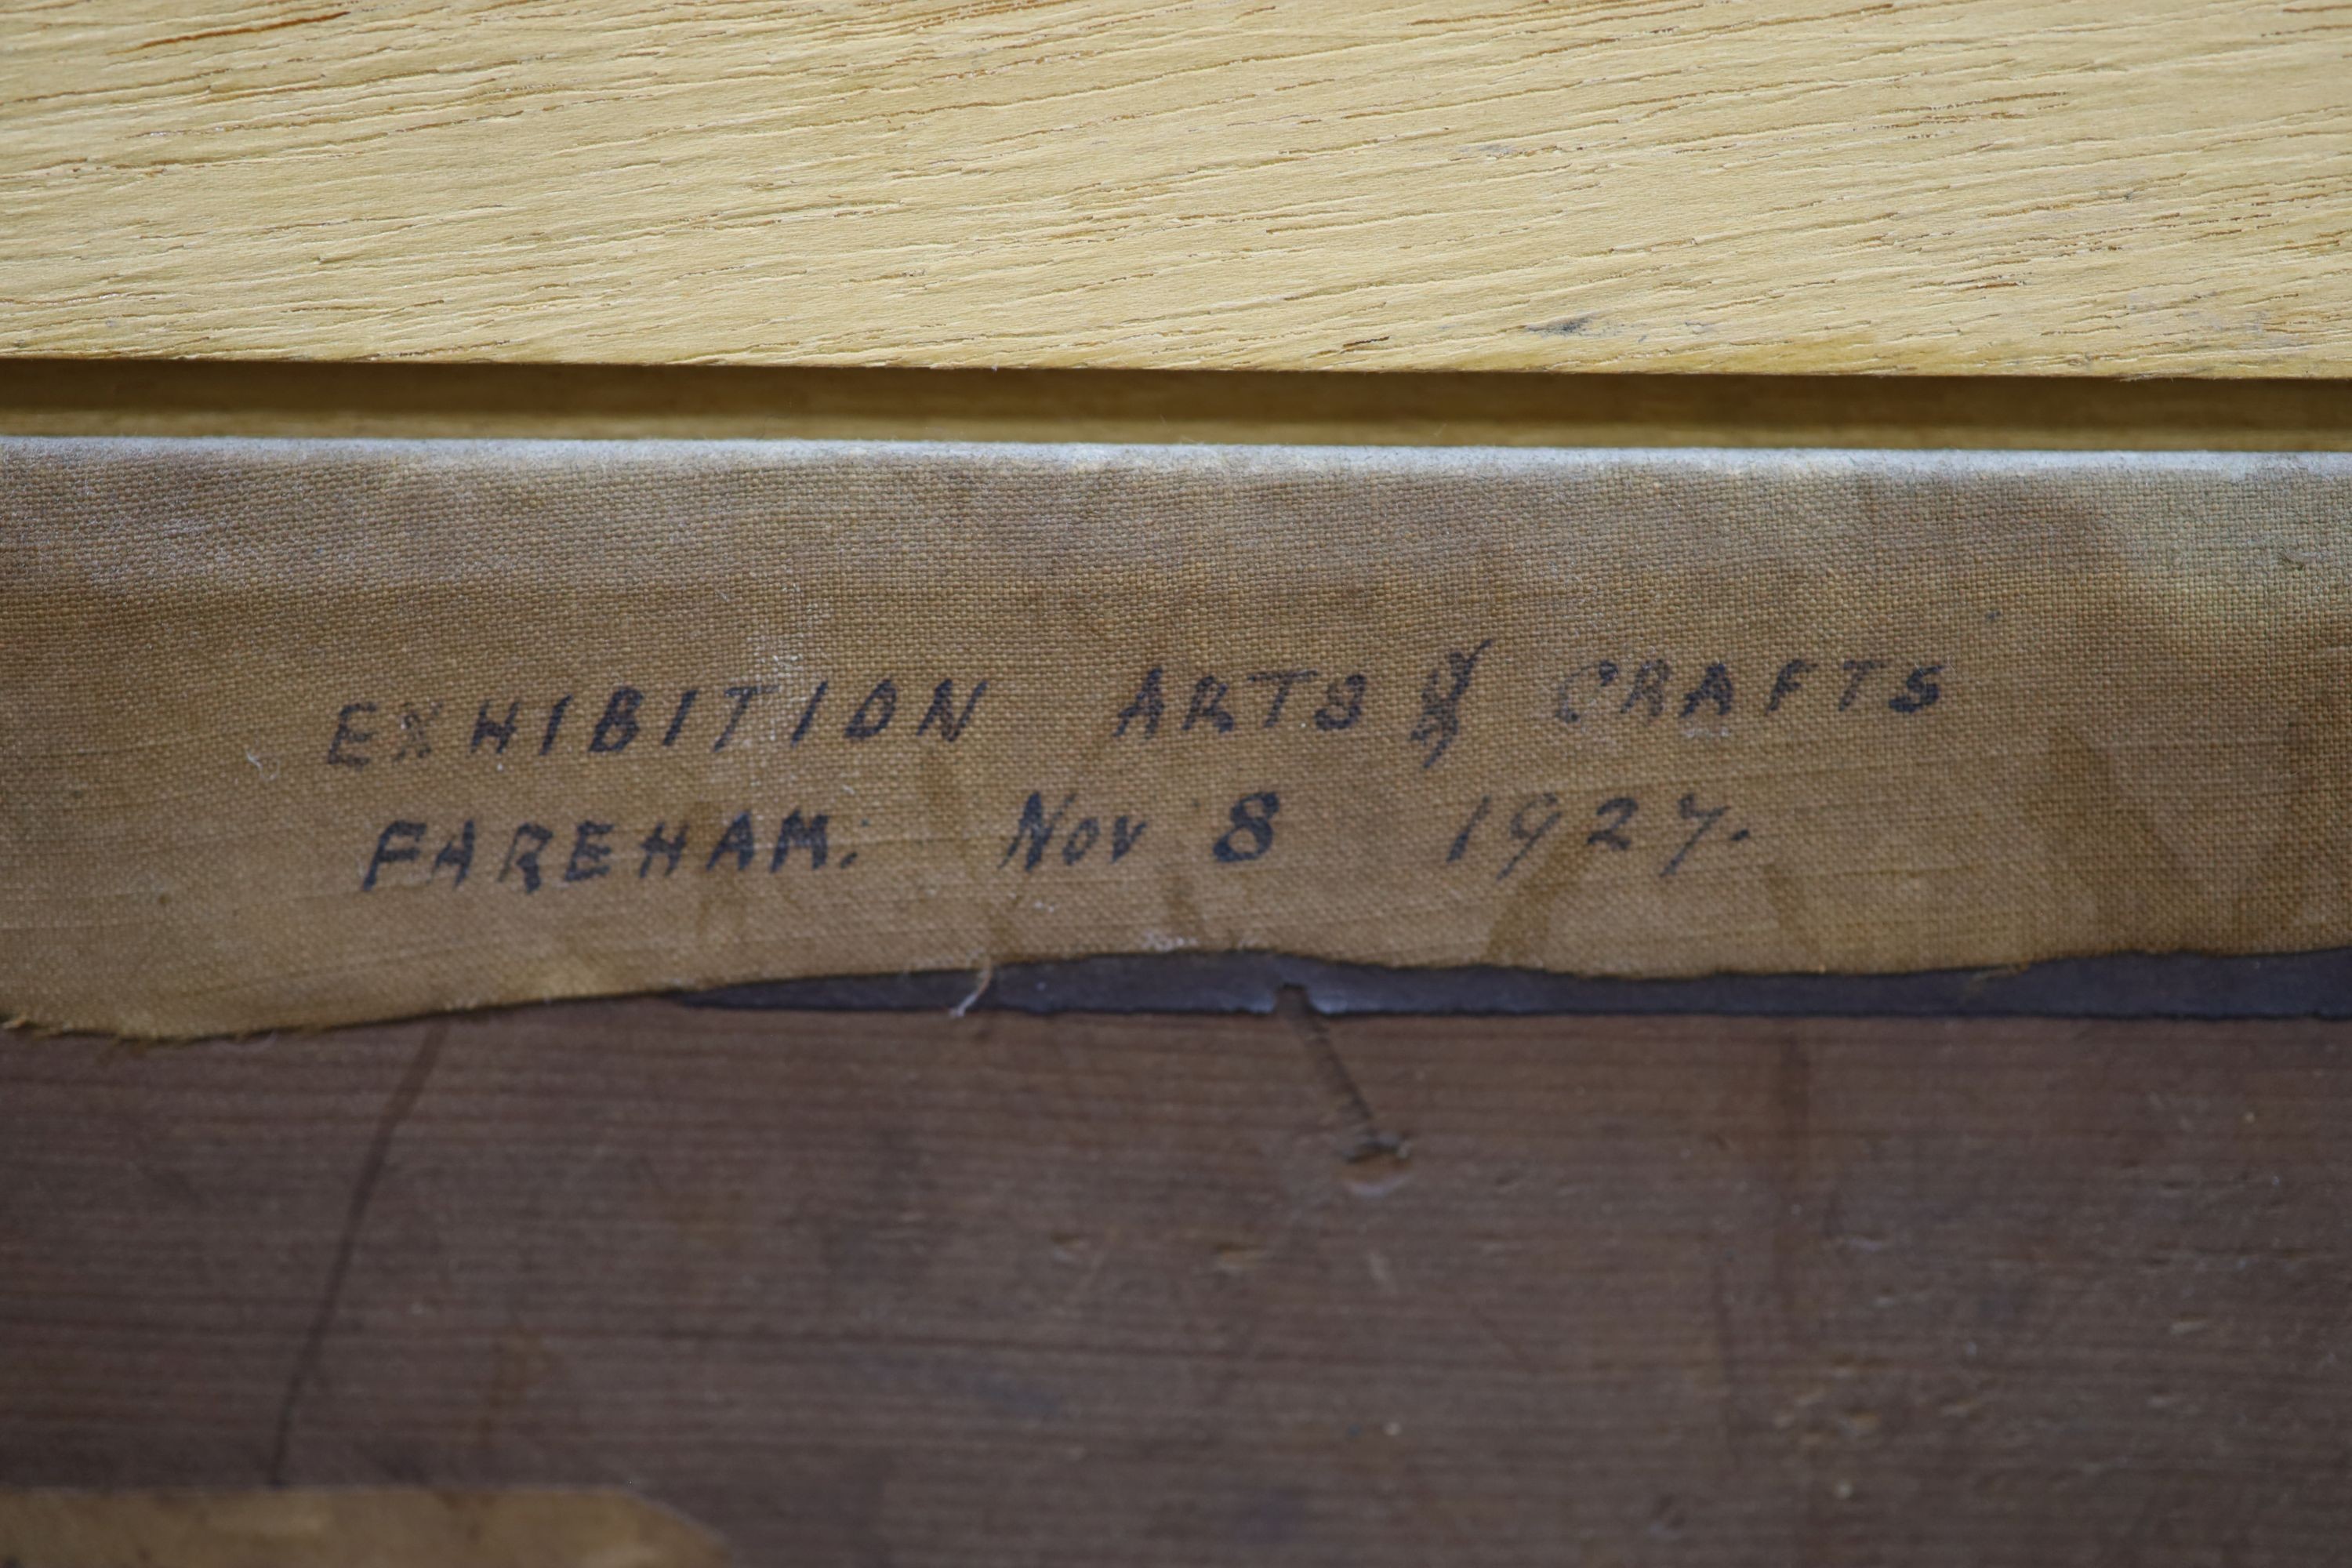 EXHIBITION ARTS & CRAFTS
FAREHAM. Nov 8 1927.